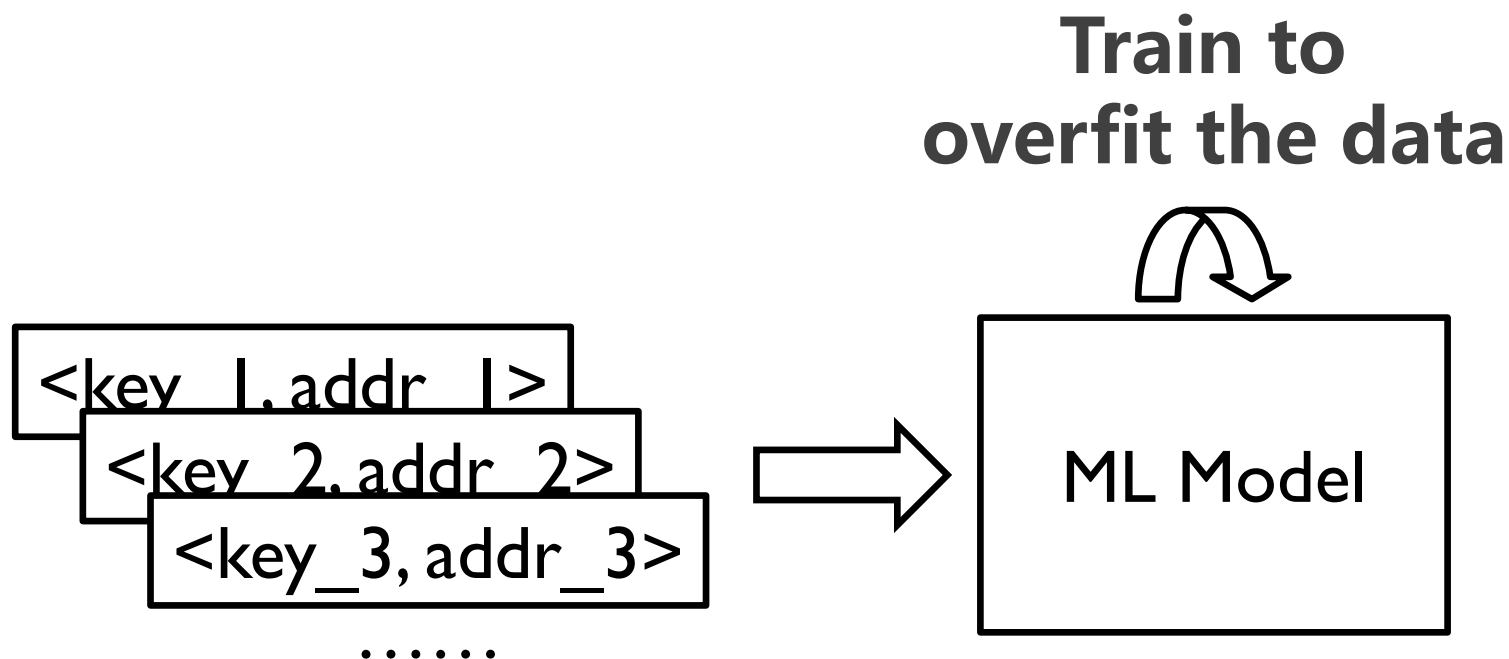 Train to
overfit the data
<key_1, addr_1>
<key_2, addr_2>
<key_3, addr_3>
......
ML Model